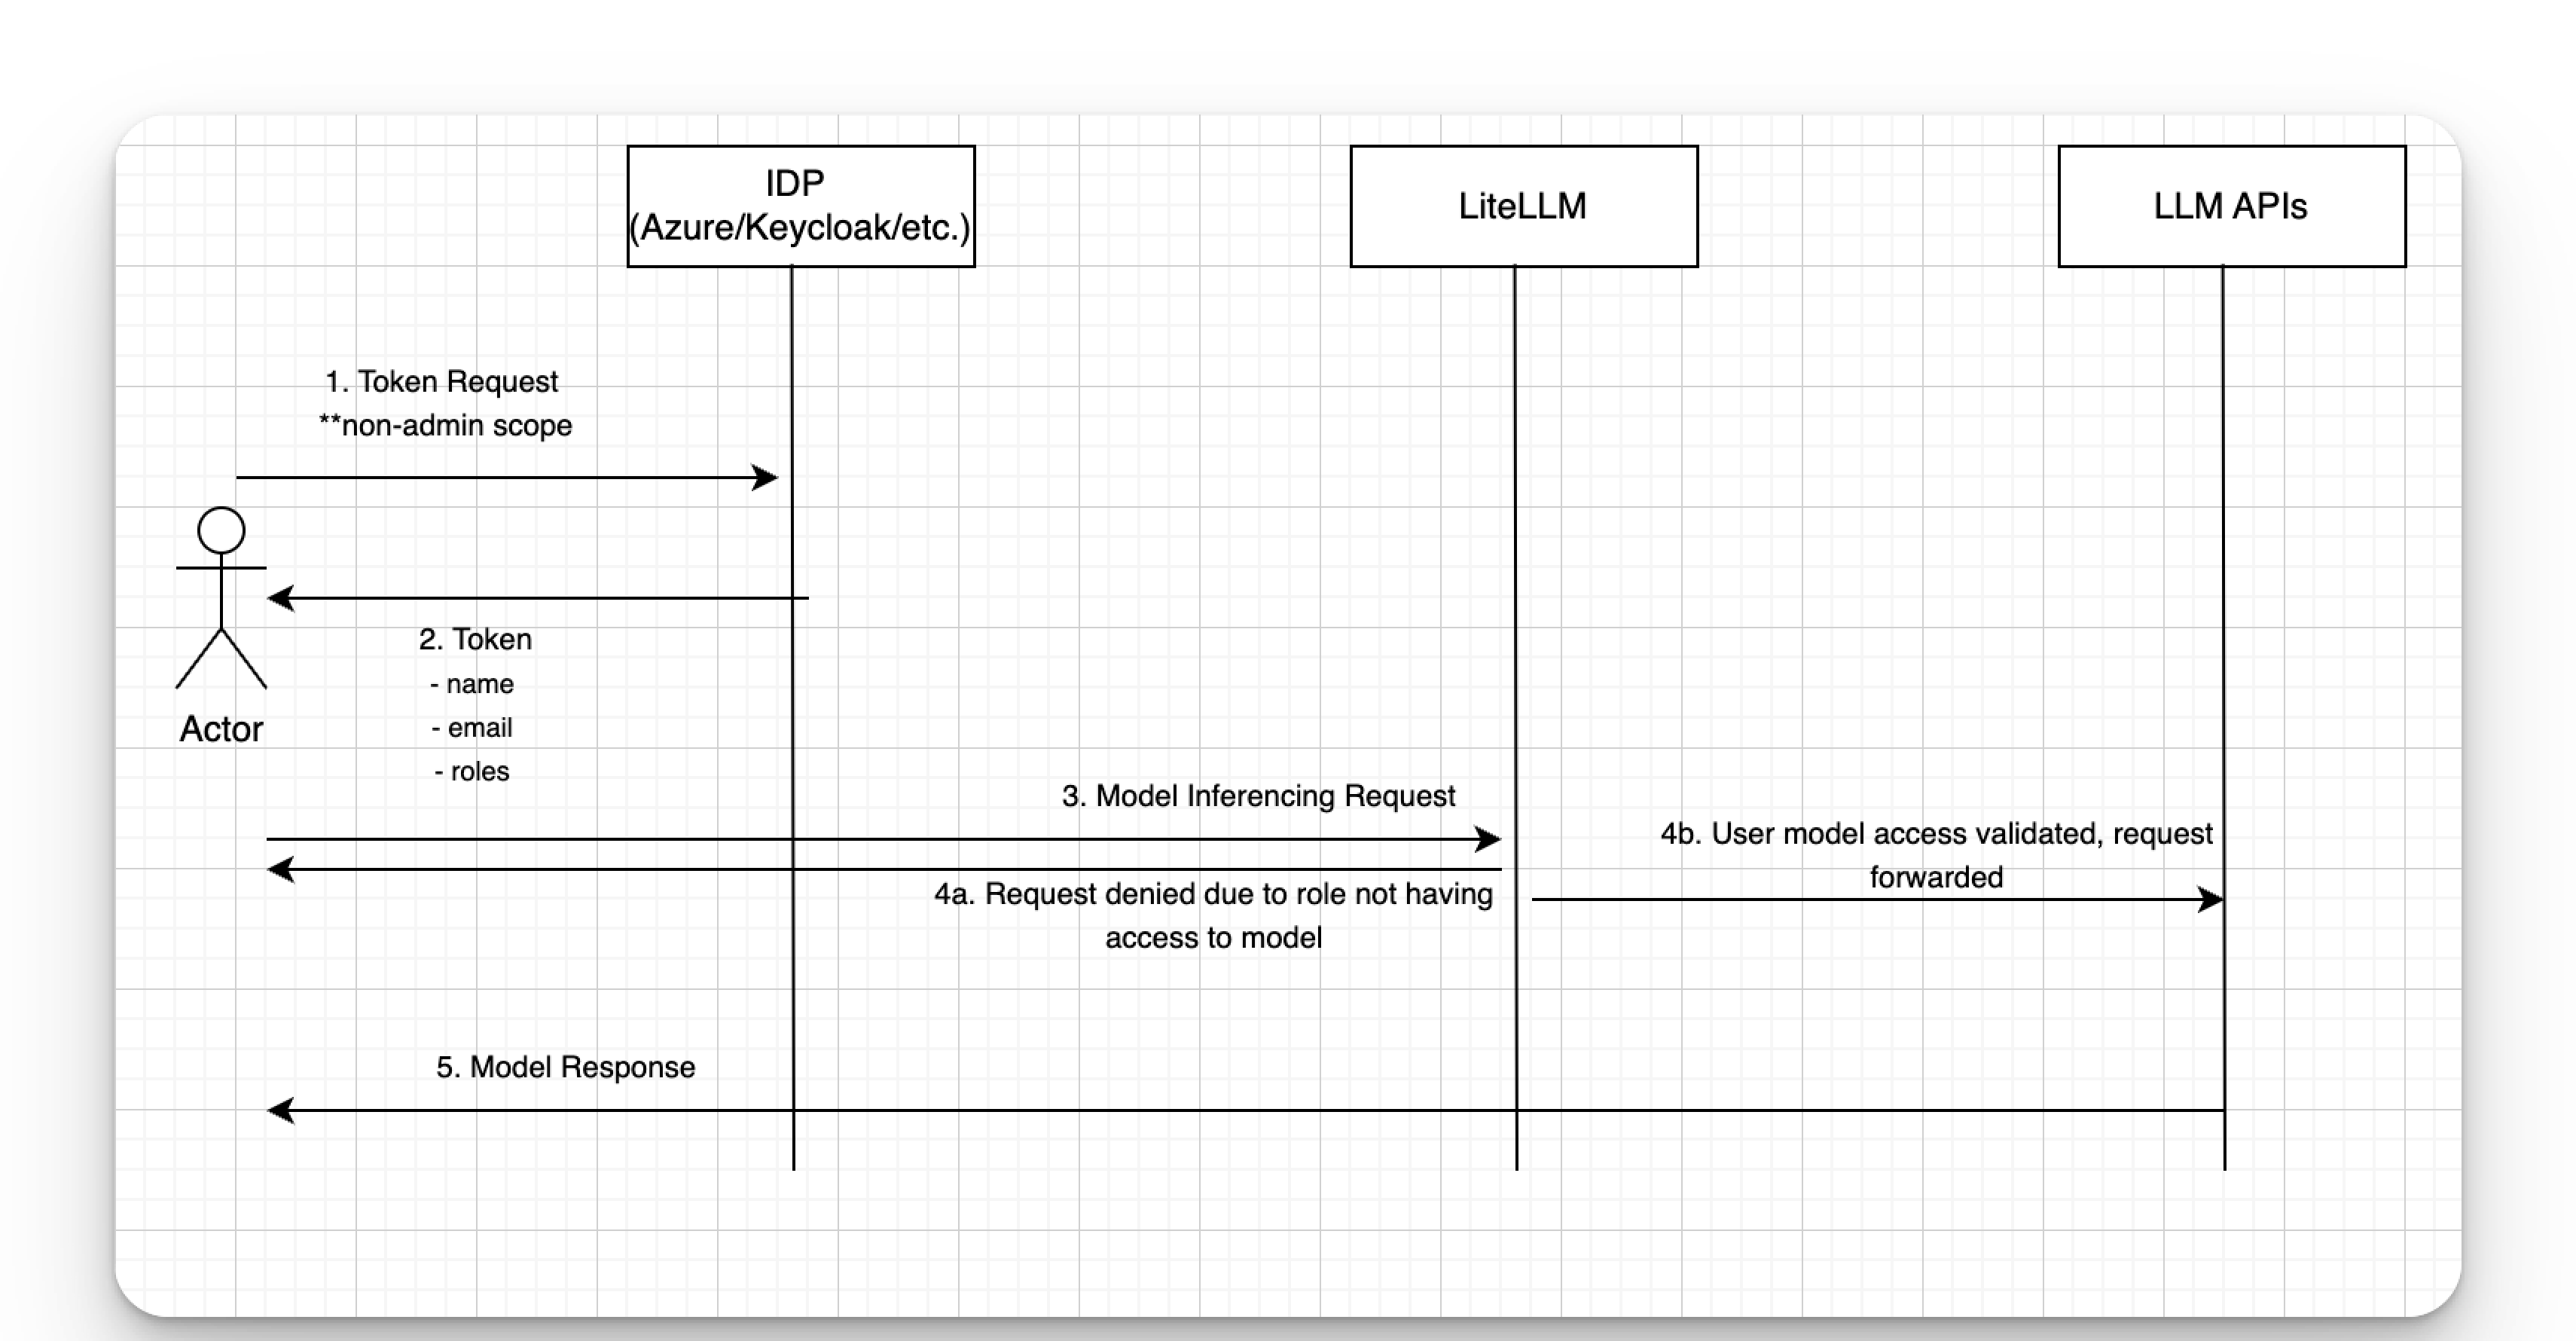 IDP
(Azure/Keycloak/etc.)
LiteLLM
LLM APIs
1. Token Request
**non-admin scope
Actor
2. Token
- name
- email
- roles
3. Model Inferencing Request
4a. Request denied due to role not having
access to model
4b. User model access validated, request
forwarded
5. Model Response